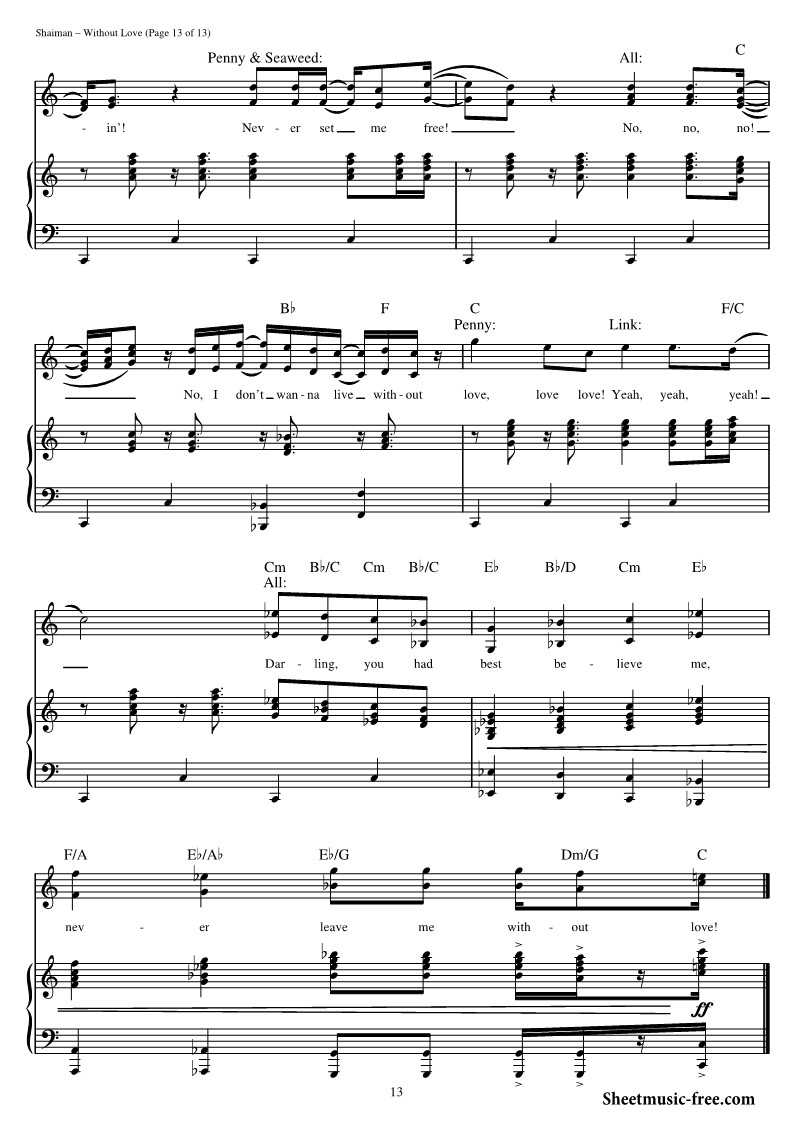 Shaiman – Without Love (Page 13 of 13)
Penny & Seaweed: All: C
- in'! Nev - er set me free! No, no, no!
B♭ F C F/C
Penny: Link:
No, I don't wan - na live with - out love, love love! Yeah, yeah, yeah!
Cm B♭/C Cm B♭/C E♭ B♭/D Cm E♭
All:
Dar - ling, you had best be - lieve me,
F/A E♭/A♭ E♭/G Dm/G C
nev - er leave me with - out love!
ff
13
Sheetmusic-free.com